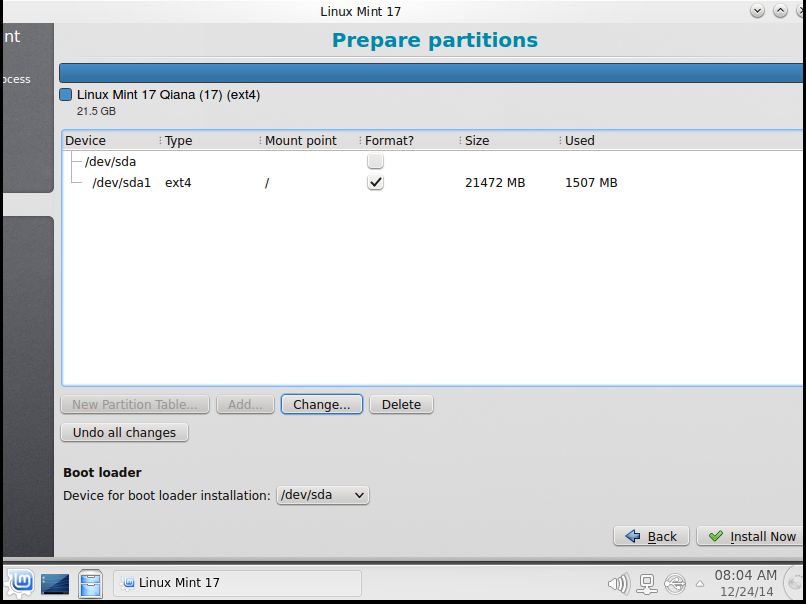 Linux Mint 17
nt
ocess
Prepare partitions
Linux Mint 17 Qiana (17) (ext4)
21.5 GB
Device Type Mount point Format? Size Used
/dev/sda
/dev/sda1 ext4 / 21472 MB 1507 MB
New Partition Table... Add... Change... Delete
Undo all changes
Boot loader
Device for boot loader installation: /dev/sda
Back Install Now
Linux Mint 17
08:04 AM
12/24/14